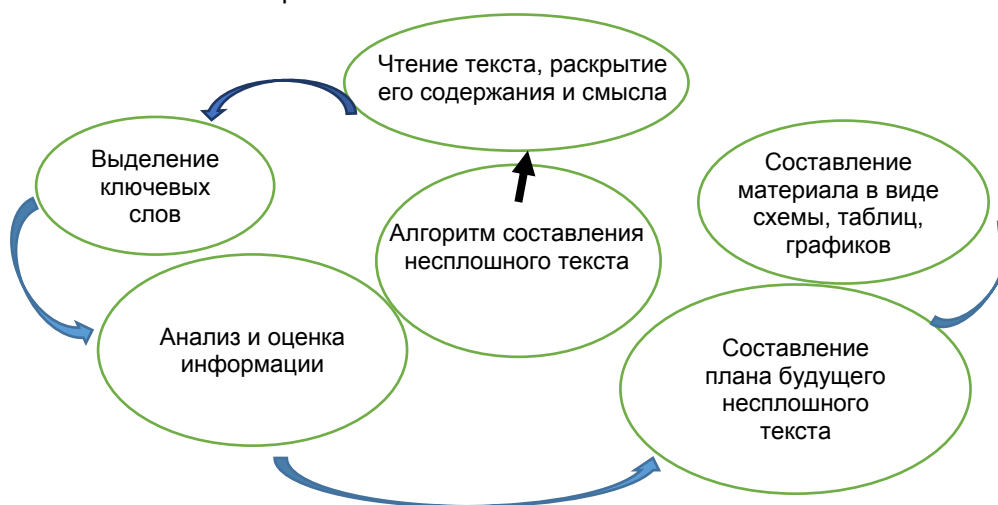 Чтение текста, раскрытие
его содержания и смысла
Выделение
ключевых
слов
Составление
материала в виде
схемы, таблиц,
графиков
Алгоритм составления
несплошного текста
Анализ и оценка
информации
Составление
плана будущего
несплошного
текста